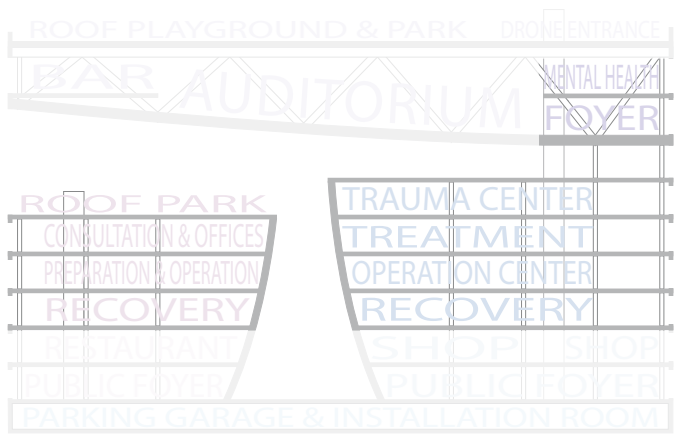 ROOF PLAYGROUND & PARK DRONE ENTRANCE
BAR AUDITORIUM MENTAL HEALTH
FOYER
ROOF PARK TRAUMA CENTER
CONSULTATION & OFFICES TREATMENT
PREPARATION & OPERATION OPERATION CENTER
RECOVERY RECOVERY
RESTAURANT SHOP SHOP
PUBLIC FOYER PUBLIC FOYER
PARKING GARAGE & INSTALLATION ROOM